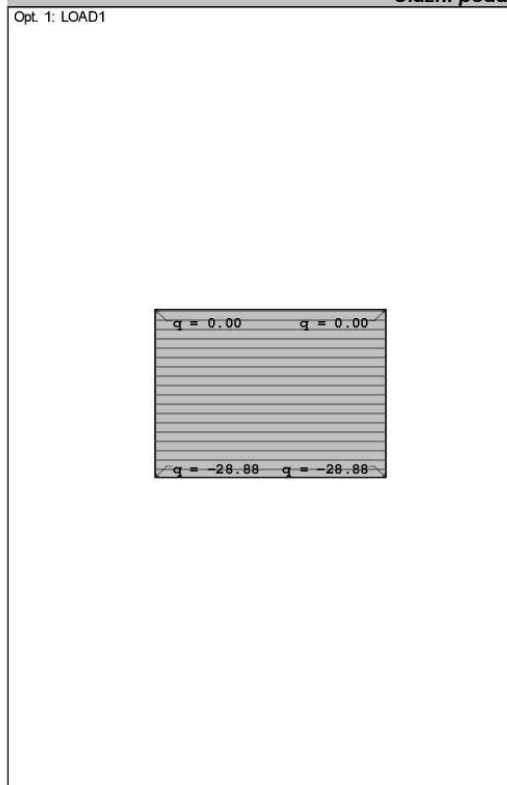 Opt. 1: LOAD1
q = 0.00 q = 0.00
q = -28.88 q = -28.88